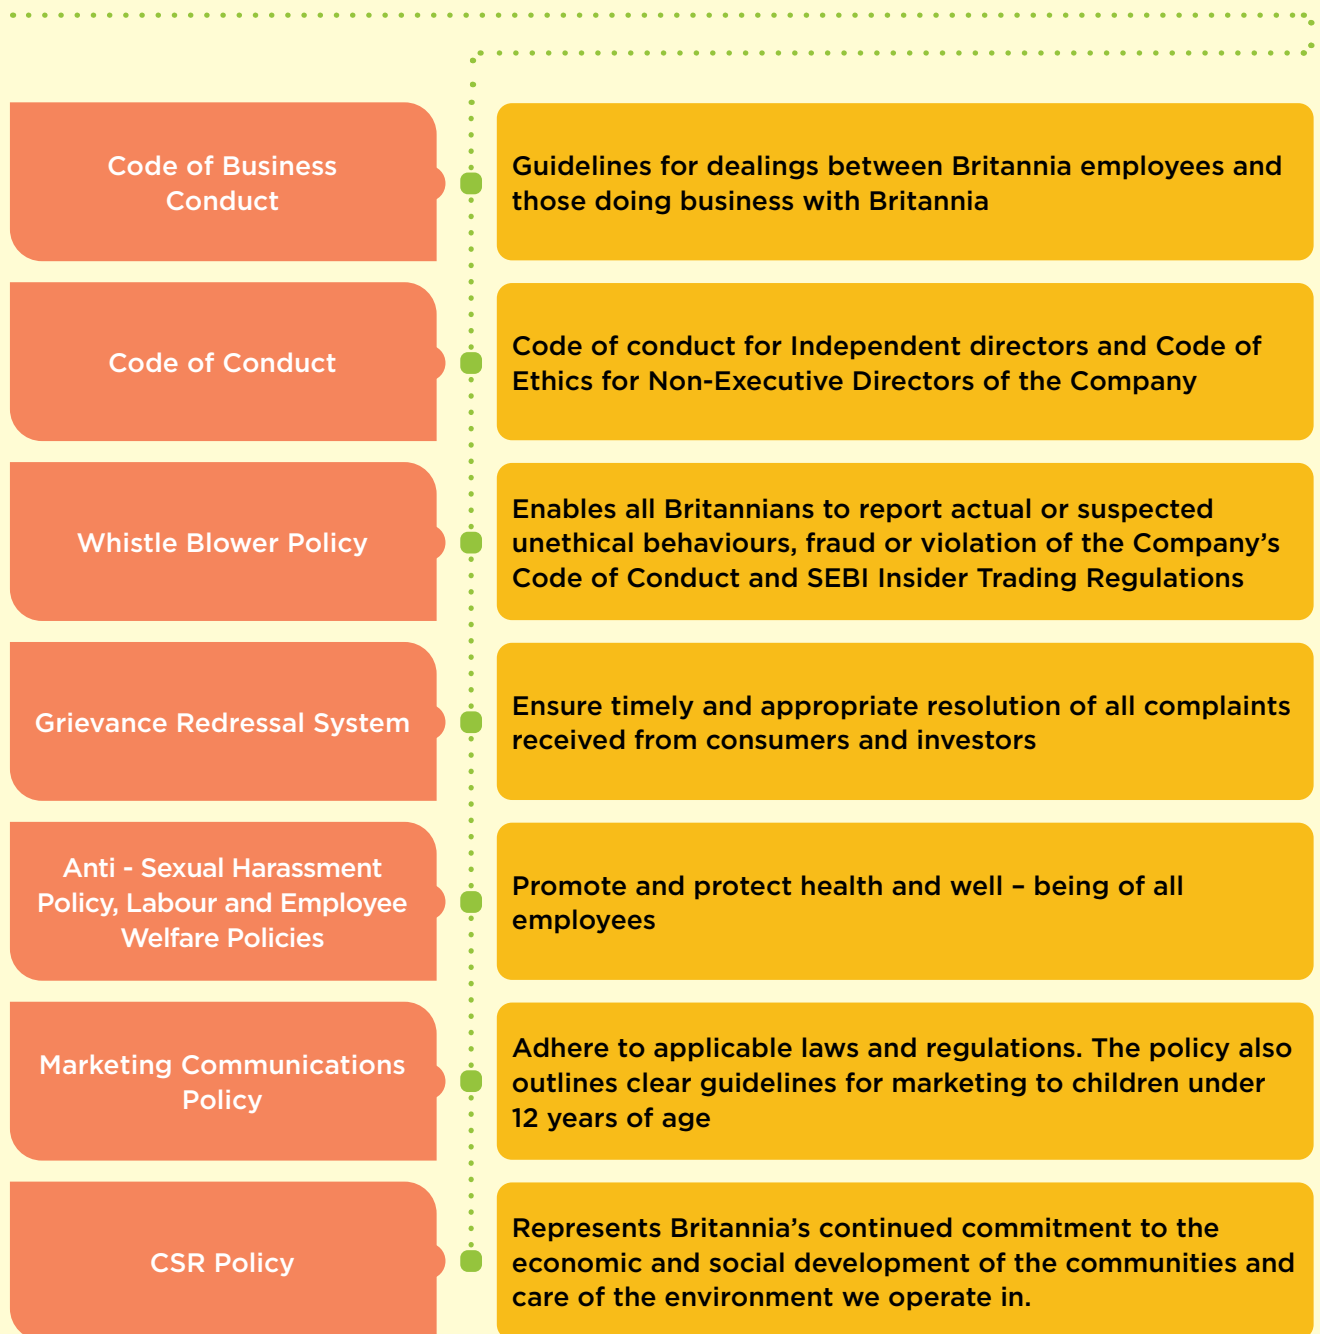 Code of Business
Conduct
Guidelines for dealings between Britannia employees and
those doing business with Britannia
Code of Conduct
Code of conduct for Independent directors and Code of
Ethics for Non-Executive Directors of the Company
Whistle Blower Policy
Enables all Britannians to report actual or suspected
unethical behaviours, fraud or violation of the Company’s
Code of Conduct and SEBI Insider Trading Regulations
Grievance Redressal System
Ensure timely and appropriate resolution of all complaints
received from consumers and investors
Anti - Sexual Harassment
Policy, Labour and Employee
Welfare Policies
Promote and protect health and well – being of all
employees
Marketing Communications
Policy
Adhere to applicable laws and regulations. The policy also
outlines clear guidelines for marketing to children under
12 years of age
CSR Policy
Represents Britannia’s continued commitment to the
economic and social development of the communities and
care of the environment we operate in.